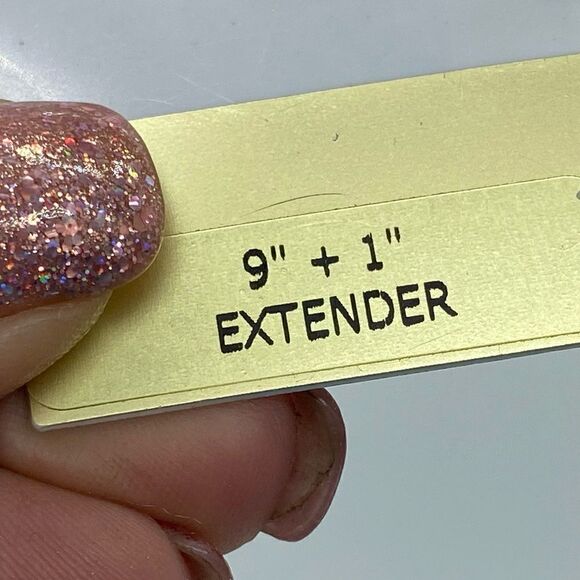 9" + 1"
EXTENDER